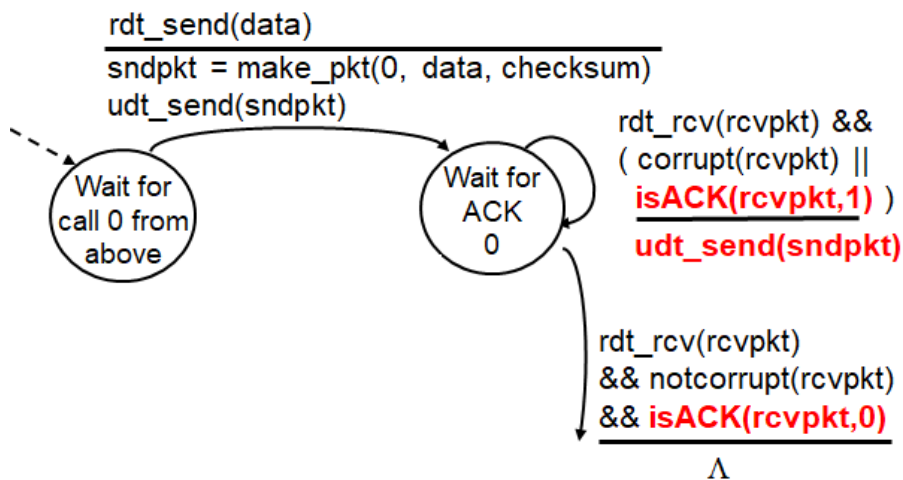 rdt_send(data)
sndpkt = make_pkt(0, data, checksum)
udt_send(sndpkt)
Wait for
call 0 from
above
Wait for
ACK
0
rdt_rcv(rcvpkt) &&
( corrupt(rcvpkt) ||
isACK(rcvpkt,1) )
udt_send(sndpkt)
rdt_rcv(rcvpkt)
&& notcorrupt(rcvpkt)
&& isACK(rcvpkt,0)
Λ